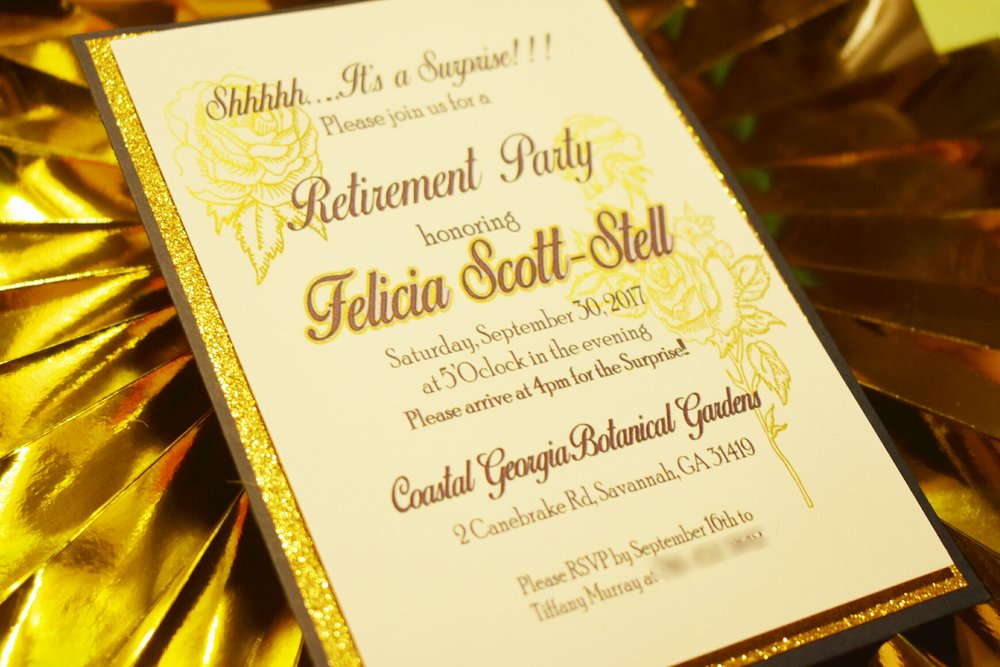 Shhhhh....It's a Surprise!!!
Please join us for a
Retirement Party
honoring
Felicia Scott-Stell
Saturday, September 30, 2017
at 5'Oclock in the evening
Please arrive at 4pm for the Surprise!!
Coastal Georgia Botanical Gardens
2 Canebrake Rd, Savannah, GA 31419
Please RSVP by September 16th to
Tiffany Murray at